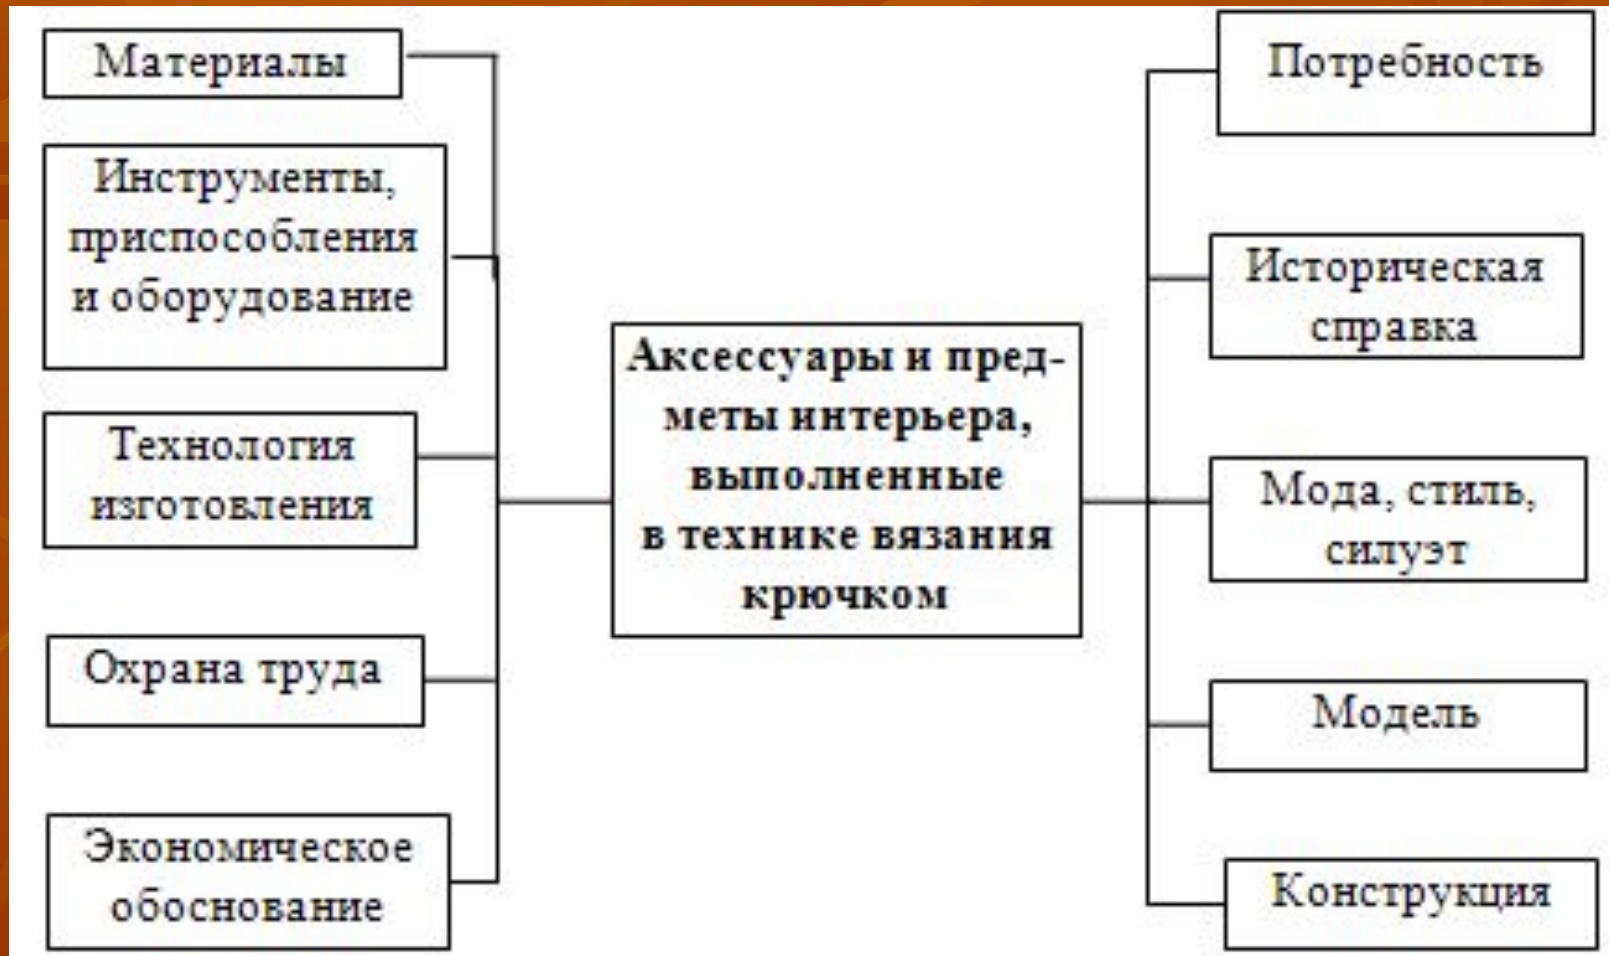 Материалы
Инструменты,
приспособления
и оборудование
Технология
изготовления
Охрана труда
Экономическое
обоснование
Аксессуары и пред-
меты интерьера,
выполненные
в технике вязания
крючком
Потребность
Историческая
справка
Мода, стиль,
силуэт
Модель
Конструкция